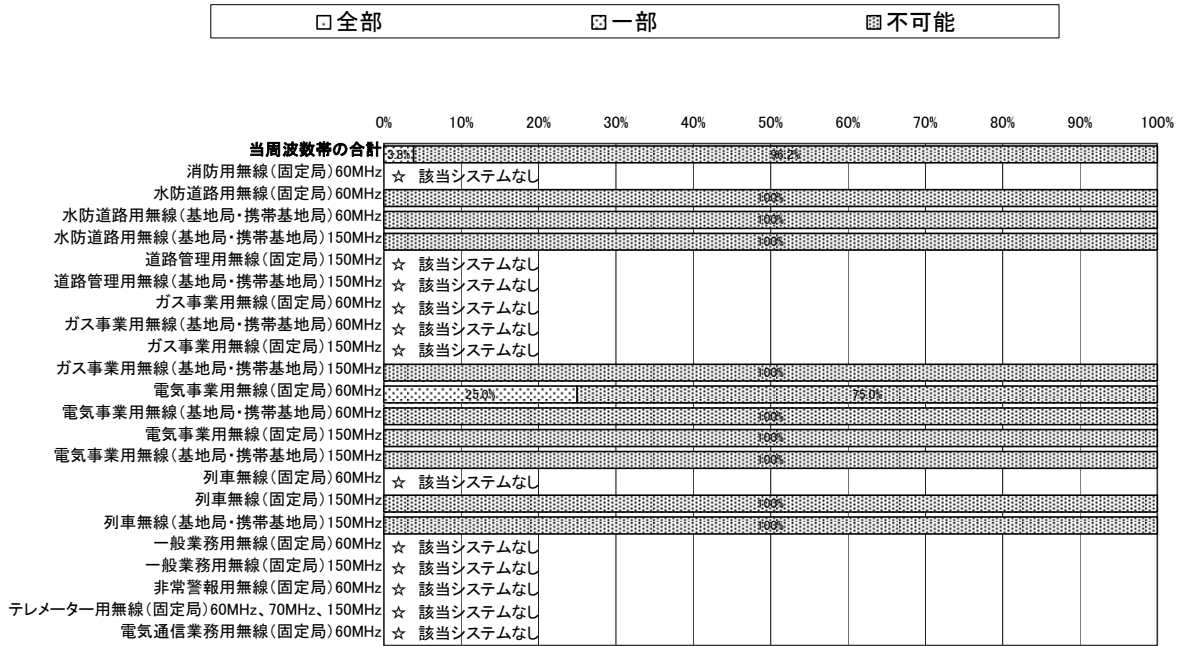 全部 一部 不可能
0% 10% 20% 30% 40% 50% 60% 70% 80% 90% 100%
当周波数帯の合計 3.8% 96.2%
消防用無線(固定局)60MHz ☆ 該当システムなし
水防道路用無線(固定局)60MHz 100%
水防道路用無線(基地局・携帯基地局)60MHz 100%
水防道路用無線(基地局・携帯基地局)150MHz 100%
道路管理用無線(固定局)150MHz ☆ 該当システムなし
道路管理用無線(基地局・携帯基地局)150MHz ☆ 該当システムなし
ガス事業用無線(固定局)60MHz ☆ 該当システムなし
ガス事業用無線(基地局・携帯基地局)60MHz ☆ 該当システムなし
ガス事業用無線(固定局)150MHz ☆ 該当システムなし
ガス事業用無線(基地局・携帯基地局)150MHz 100%
電気事業用無線(固定局)60MHz 25.0% 75.0%
電気事業用無線(基地局・携帯基地局)60MHz 100%
電気事業用無線(固定局)150MHz 100%
電気事業用無線(基地局・携帯基地局)150MHz 100%
列車無線(固定局)60MHz ☆ 該当システムなし
列車無線(固定局)150MHz 100%
列車無線(基地局・携帯基地局)150MHz 100%
一般業務用無線(固定局)60MHz ☆ 該当システムなし
一般業務用無線(固定局)150MHz ☆ 該当システムなし
非常警報用無線(固定局)60MHz ☆ 該当システムなし
テレメーター用無線(固定局)60MHz、70MHz、150MHz ☆ 該当システムなし
電気通信業務用無線(固定局)60MHz ☆ 該当システムなし